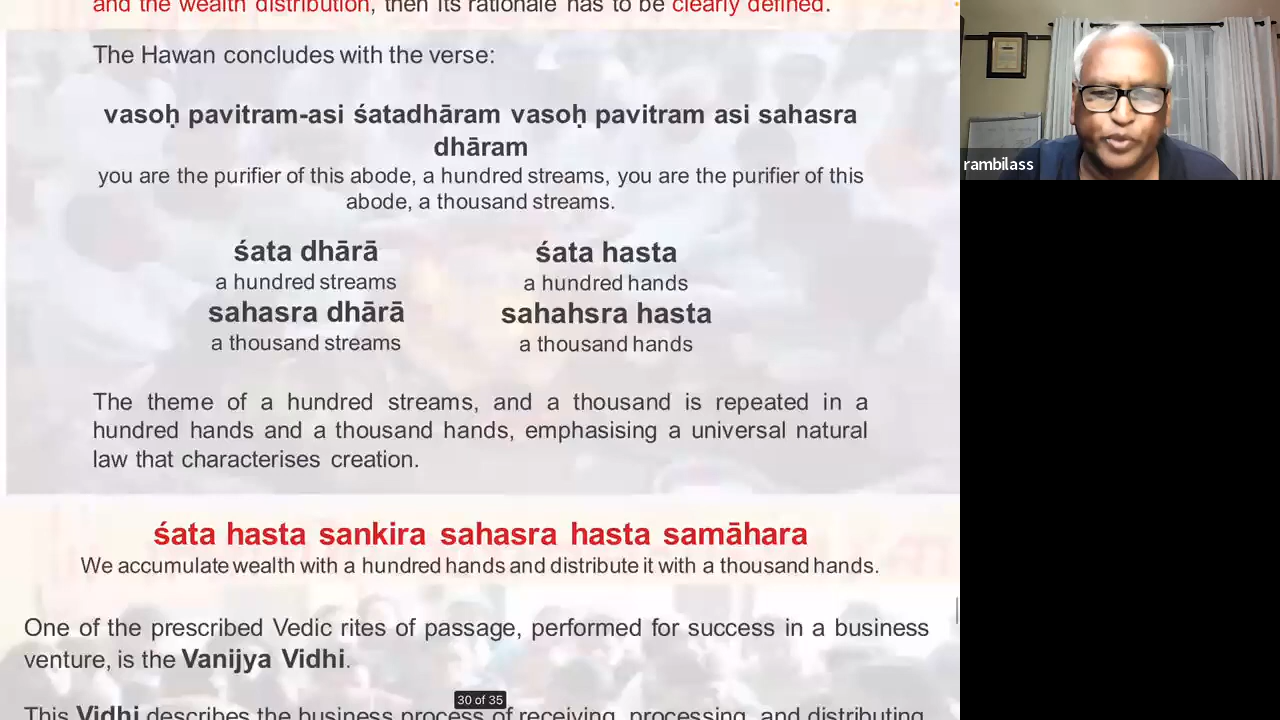 and the wealth distribution, then its rationale has to be clearly defined.
The Hawan concludes with the verse:
vasoḥ pavitram-asi śatadhāram vasoḥ pavitram asi sahasra
dhāram
you are the purifier of this abode, a hundred streams, you are the purifier of this
abode, a thousand streams.
śata dhārā
a hundred streams
sahasra dhārā
a thousand streams
śata hasta
a hundred hands
sahahsra hasta
a thousand hands
The theme of a hundred streams, and a thousand is repeated in a
hundred hands and a thousand hands, emphasising a universal natural
law that characterises creation.
śata hasta sankira sahasra hasta samāhara
We accumulate wealth with a hundred hands and distribute it with a thousand hands.
One of the prescribed Vedic rites of passage, performed for success in a business
venture, is the Vanijya Vidhi.
This Vidhi describes the business process of receiving, processing, and distributing,
30 of 35
rambilass